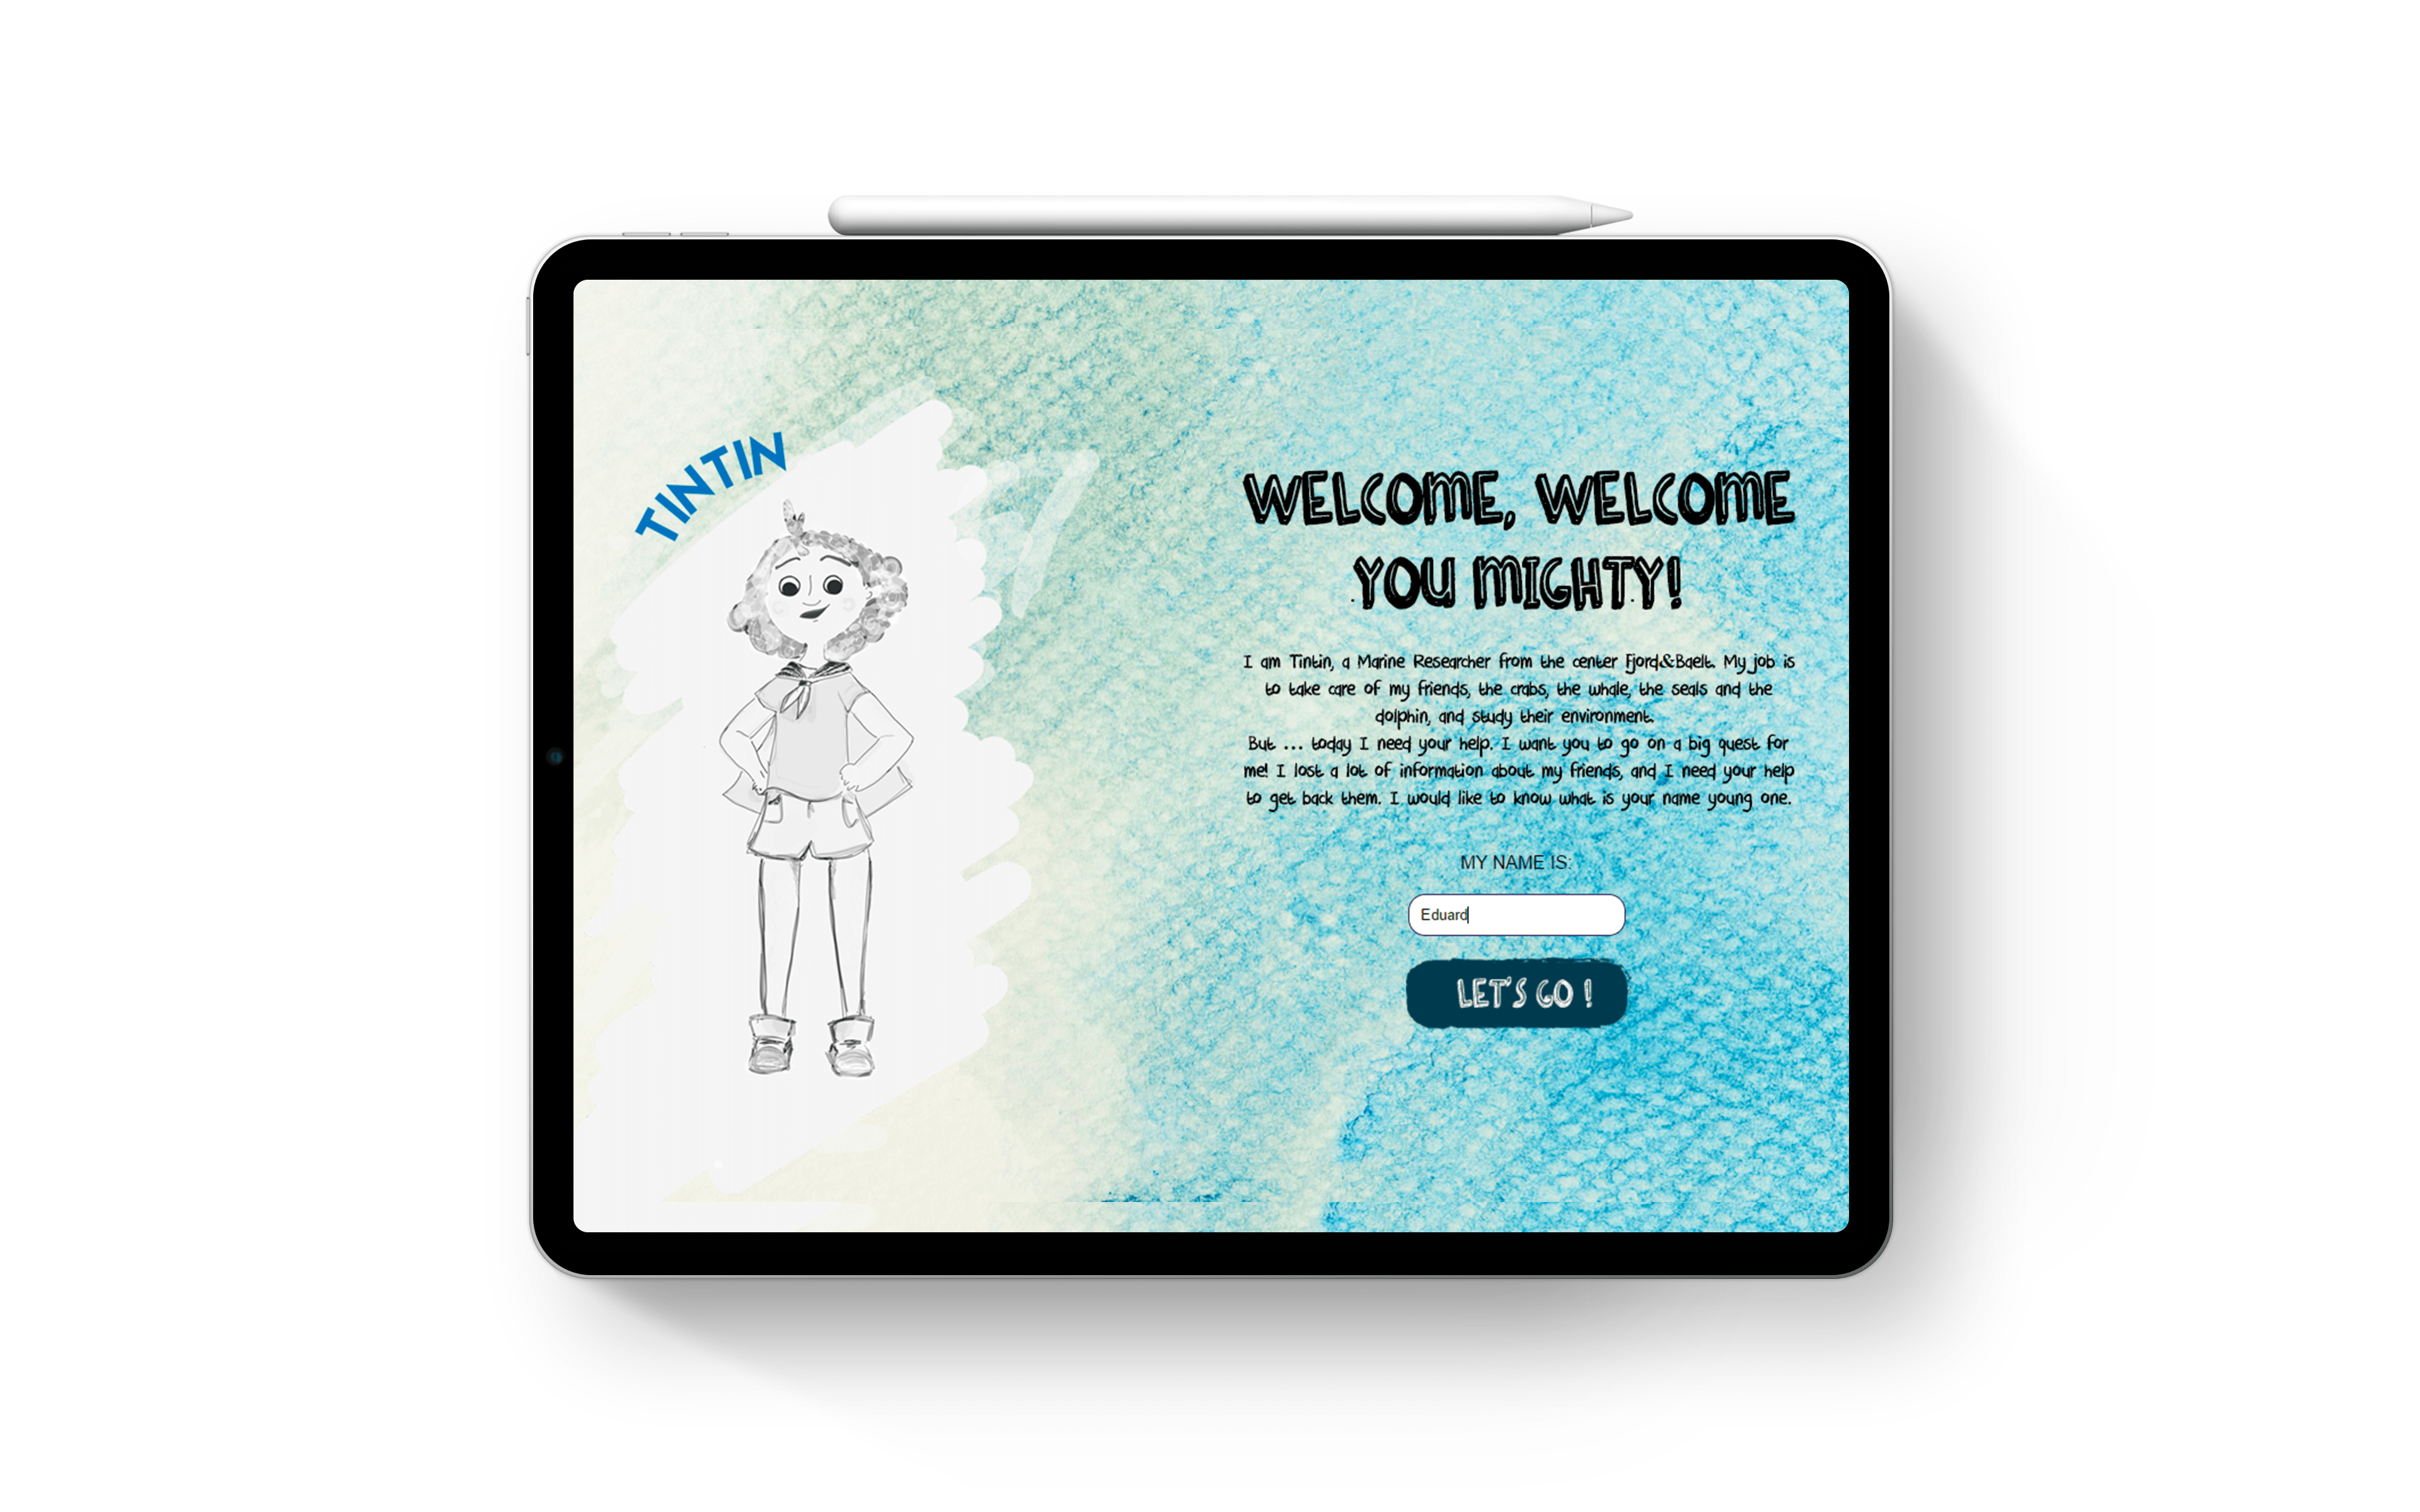 TINTIN
WELCOME, WELCOME
YOU MIGHTY!
I am Tintin, a Marine Researcher from the center Fjord&Baelt. My job is
to take care of my friends, the crabs, the whale, the seals and the
dolphin, and study their environment.
But ... today I need your help. I want you to go on a big quest for
me! I lost a lot of information about my friends, and I need your help
to get back them. I would like to know what is your name young one.
MY NAME IS:
Eduard
LET'S GO !